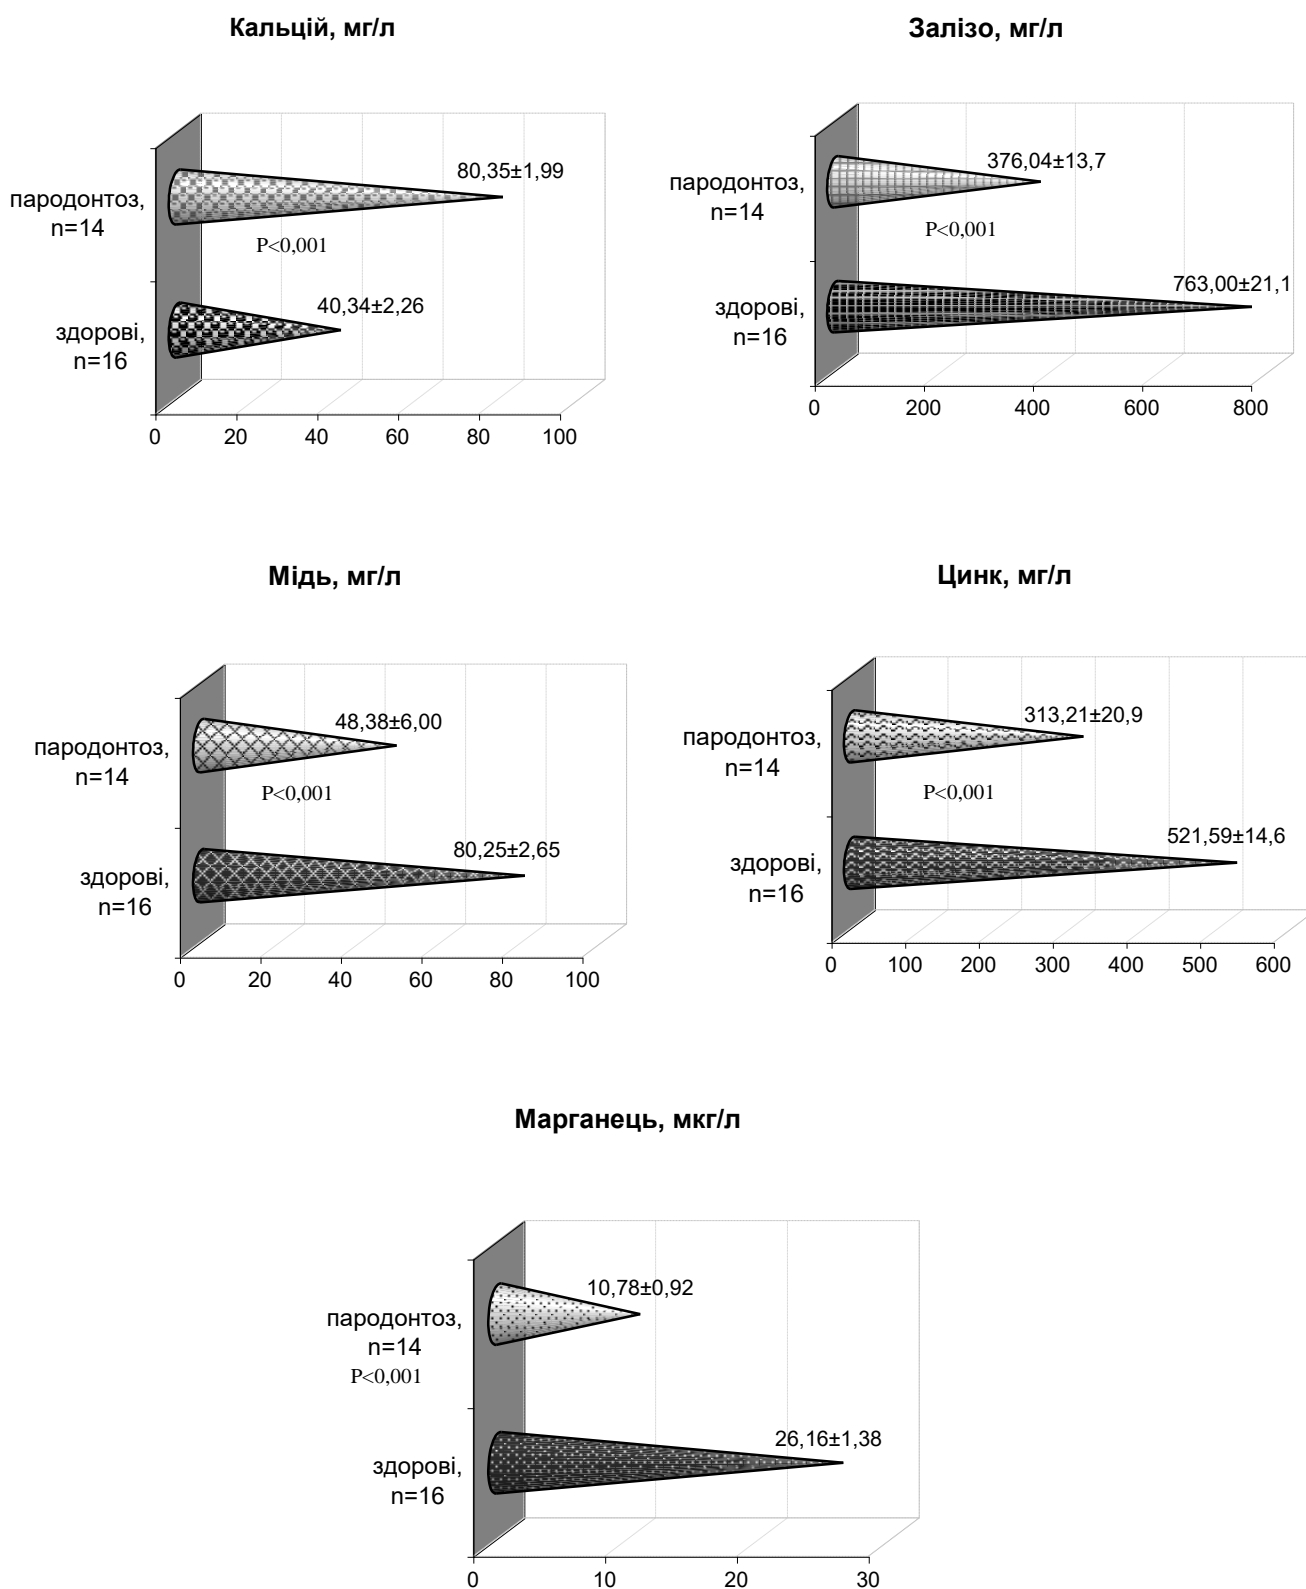 Кальцій, мг/л
80,35±1,99
пародонтоз,
n=14
P<0,001
40,34±2,26
здорові,
n=16
0 20 40 60 80 100
Залізо, мг/л
376,04±13,7
пародонтоз,
n=14
P<0,001
763,00±21,1
здорові,
n=16
0 200 400 600 800
Мідь, мг/л
48,38±6,00
пародонтоз,
n=14
P<0,001
80,25±2,65
здорові,
n=16
0 20 40 60 80 100
Цинк, мг/л
313,21±20,9
пародонтоз,
n=14
P<0,001
521,59±14,6
здорові,
n=16
0 100 200 300 400 500 600
Марганець, мкг/л
10,78±0,92
пародонтоз,
n=14
P<0,001
26,16±1,38
здорові,
n=16
0 10 20 30